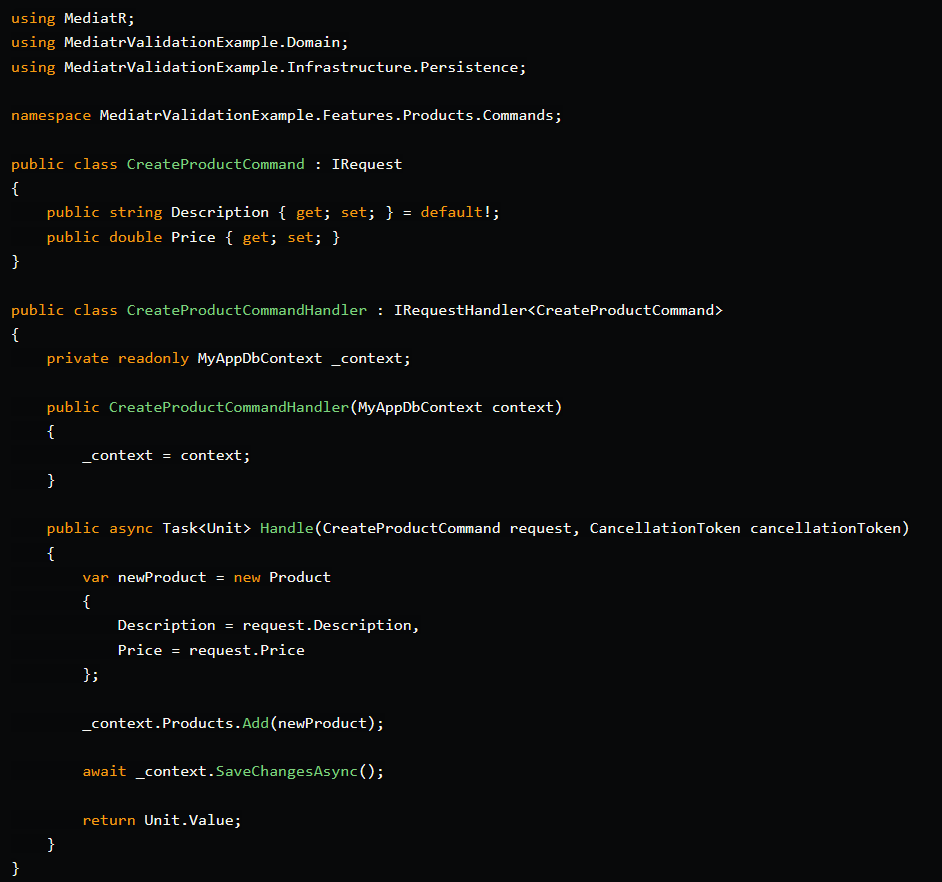 using MediatR;
using MediatrValidationExample.Domain;
using MediatrValidationExample.Infrastructure.Persistence;

namespace MediatrValidationExample.Features.Products.Commands;

public class CreateProductCommand : IRequest
{
    public string Description { get; set; } = default!;
    public double Price { get; set; }
}

public class CreateProductCommandHandler : IRequestHandler<CreateProductCommand>
{
    private readonly MyAppDbContext _context;

    public CreateProductCommandHandler(MyAppDbContext context)
    {
        _context = context;
    }

    public async Task<Unit> Handle(CreateProductCommand request, CancellationToken cancellationToken)
    {
        var newProduct = new Product
        {
            Description = request.Description,
            Price = request.Price
        };

        _context.Products.Add(newProduct);

        await _context.SaveChangesAsync();

        return Unit.Value;
    }
}